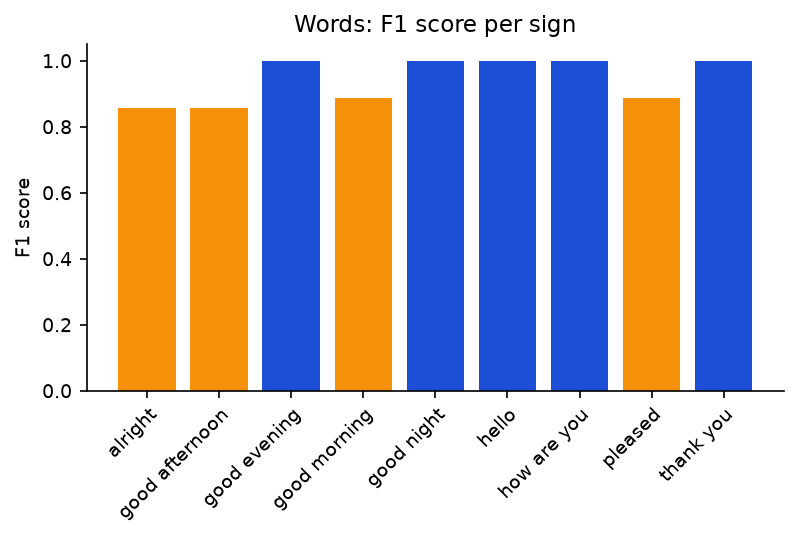 Words: F1 score per sign
F1 score
1.0
0.8
0.6
0.4
0.2
0.0
alright
good afternoon
good evening
good morning
good night
hello
how are you
pleased
thank you